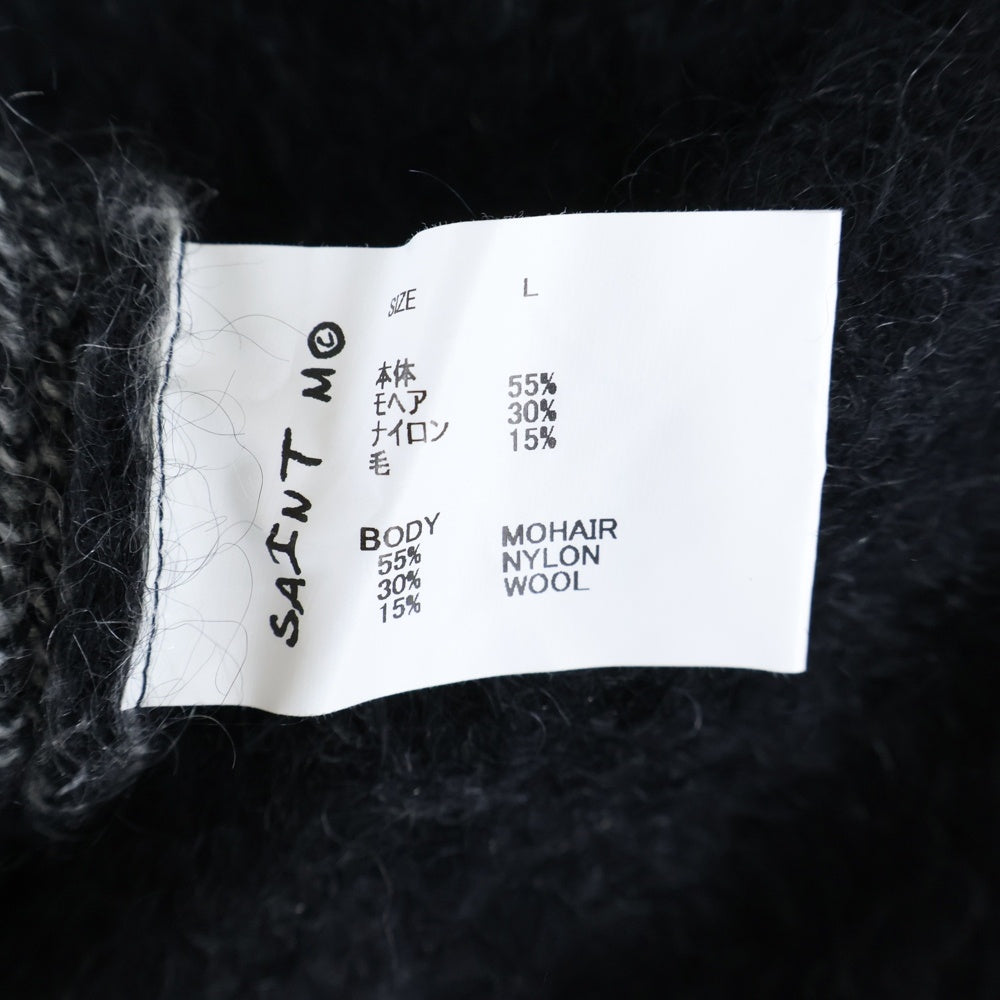 SAINT M©
SIZE L
本体
モヘア 55%
ナイロン 30%
毛 15%
BODY MOHAIR
55% NYLON
30% WOOL
15%